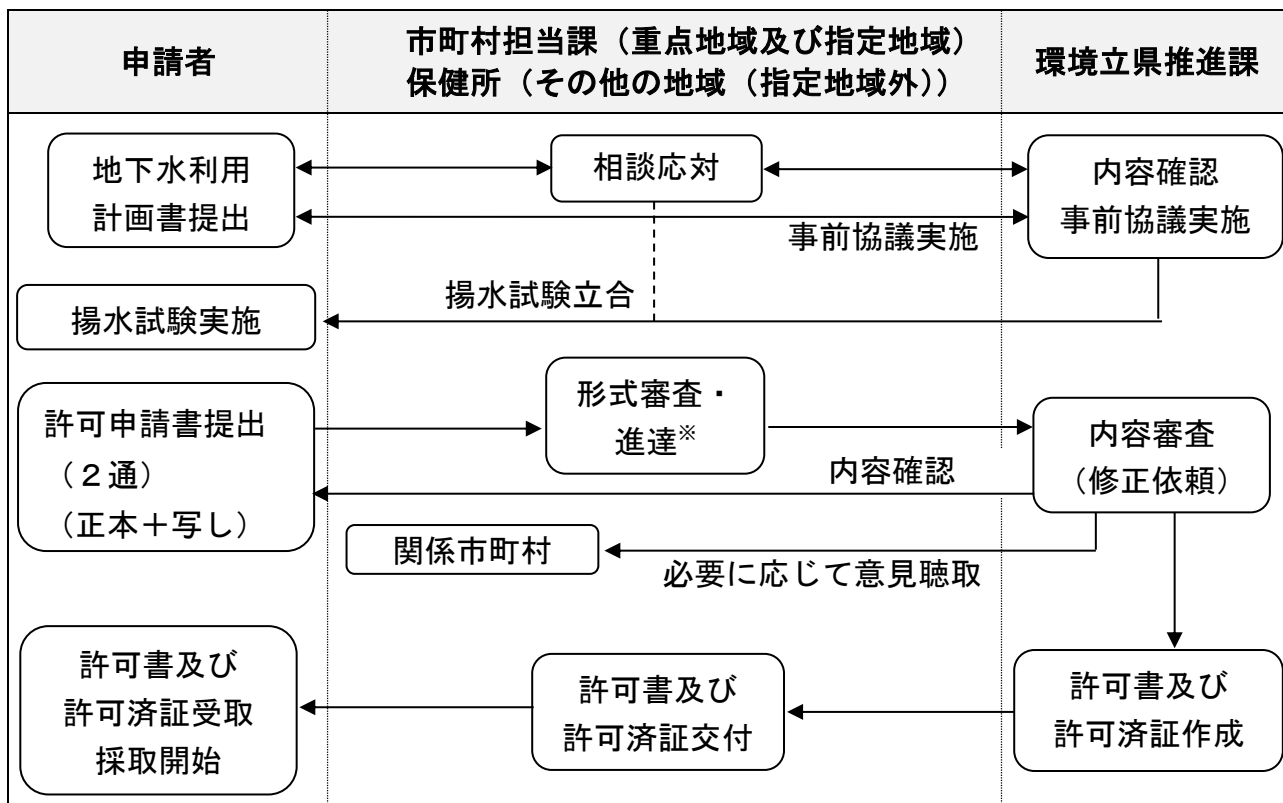 申請者
市町村担当課（重点地域及び指定地域）
保健所（その他の地域（指定地域外））
環境立県推進課
地下水利用
計画書提出
相談応対
内容確認
事前協議実施
事前協議実施
揚水試験立合
揚水試験実施
許可申請書提出
（２通）
（正本＋写し）
形式審査・
進達※
内容審査
（修正依頼）
内容確認
関係市町村
必要に応じて意見聴取
許可書及び
許可済証受取
採取開始
許可書及び
許可済証交付
許可書及び
許可済証作成